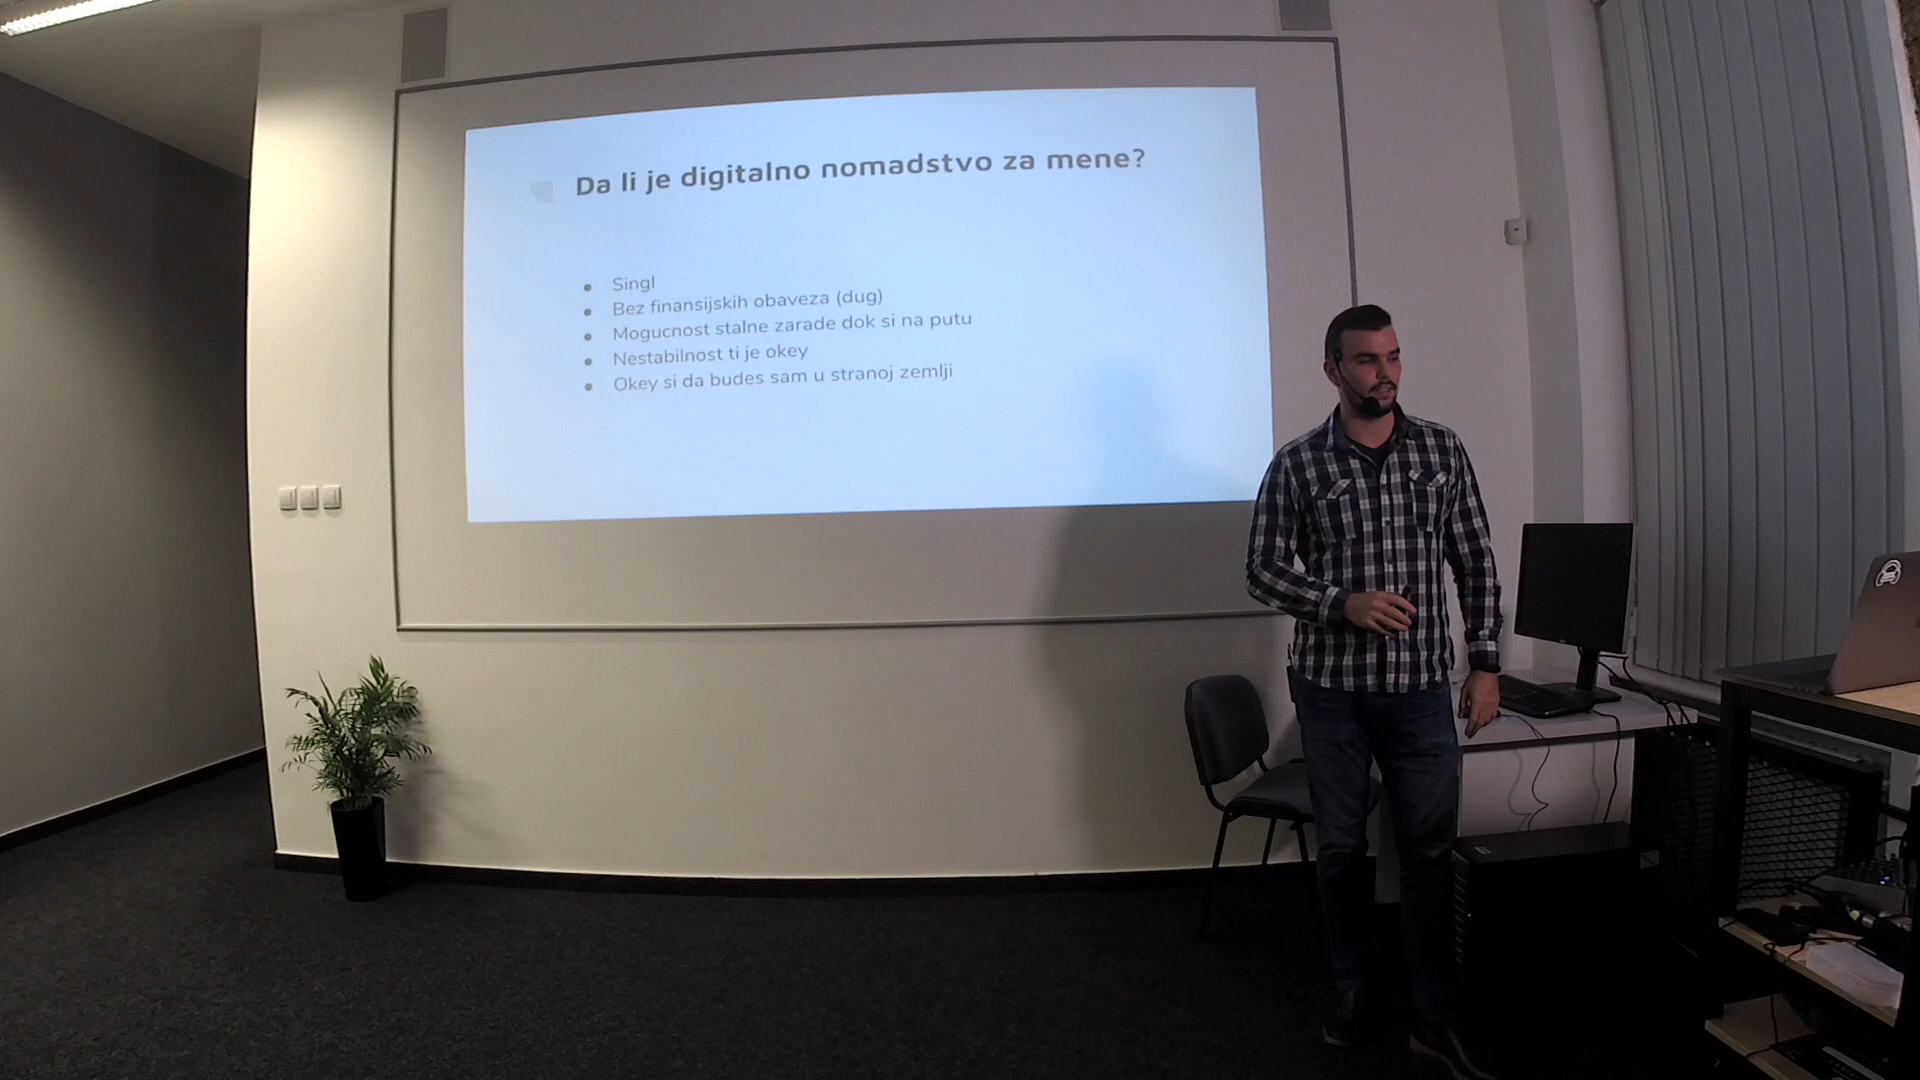 Da li je digitalno nomadstvo za mene?
Singl
Bez finansijskih obaveza (dug)
Mogucnost stalne zarade dok si na putu
Nestabilnost ti je okey
Okey si da budes sam u stranoj zemlji